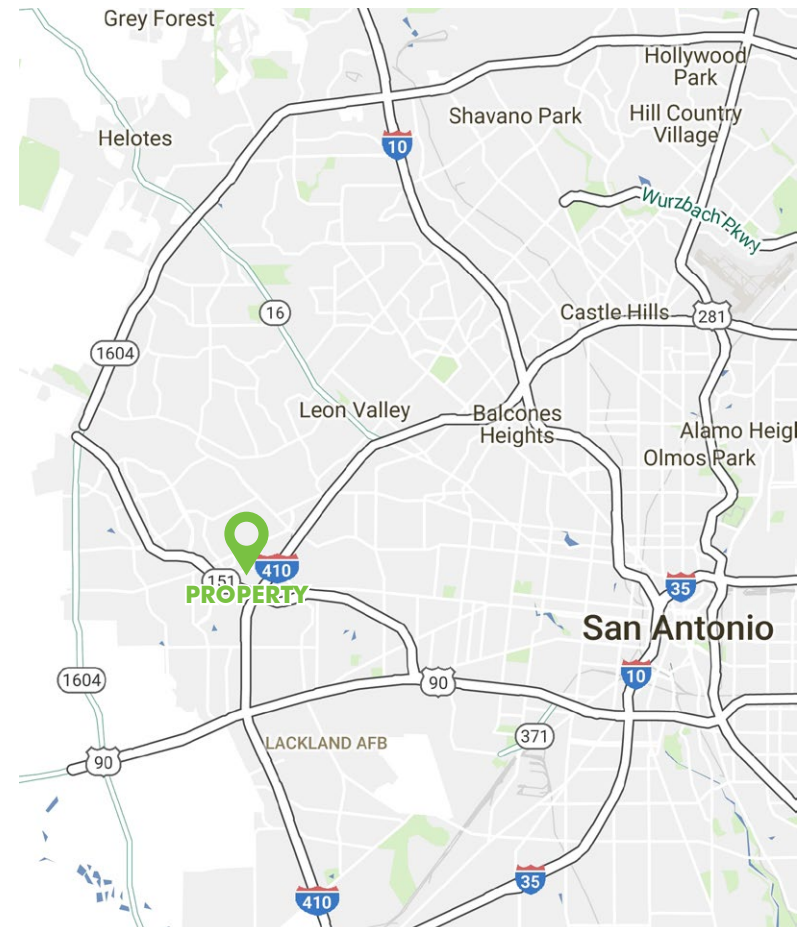 Grey Forest
Hollywood
Park
Shavano Park
Hill Country
Village
Helotes
10
Wurzbach Pkwy
16
Castle Hills
281
1604
Leon Valley
Balcones
Heights
Alamo Heigl
Olmos Park
410
151
PROPERTY
35
San Antonio
10
1604
90
371
LACKLAND AFB
90
35
410